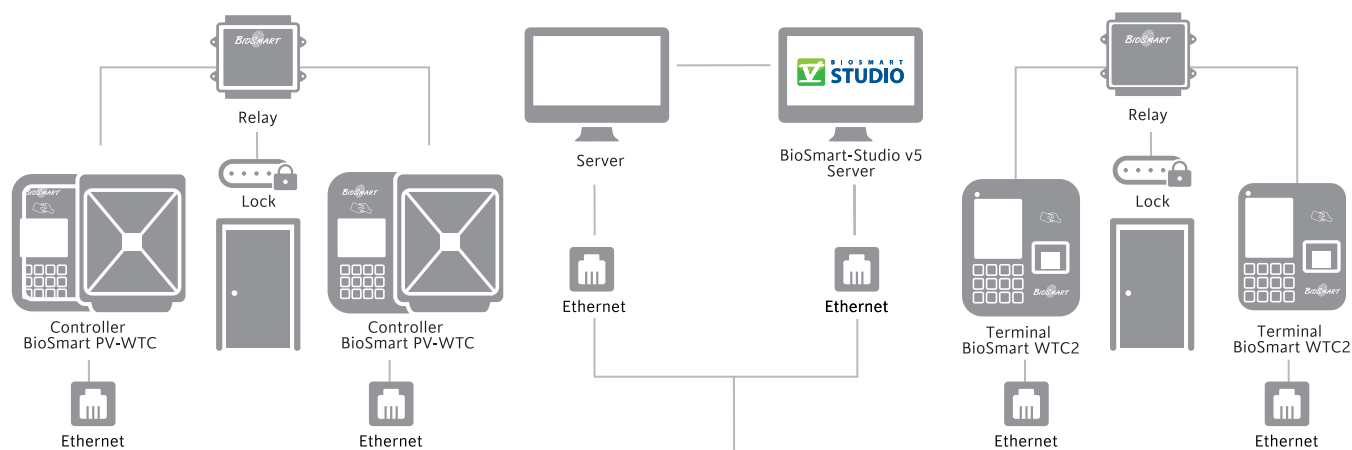 BIOSMART
Relay
Lock
BIOSMART
Controller
BioSmart PV-WTC
Ethernet
BIOSMART
Controller
BioSmart PV-WTC
Ethernet
Server
Ethernet
V BIOSMART
STUDIO
BioSmart-Studio v5
Server
Ethernet
BIOSMART
Relay
Lock
BIOSMART
Terminal
BioSmart WTC2
Ethernet
BIOSMART
Terminal
BioSmart WTC2
Ethernet